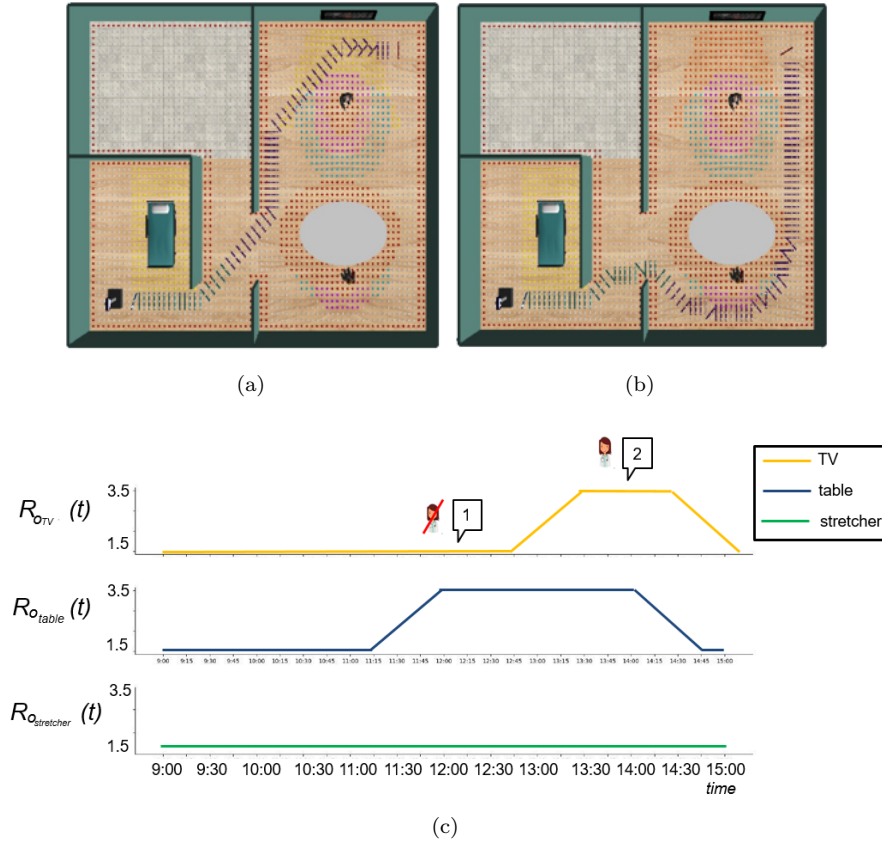 (a)
(b)
1
2
TV
table
stretcher
R_{O_{TV}} (t)
3.5
1.5
R_{O_{table}} (t)
3.5
1.5
9:00 9:15 9:30 9:45 10:00 10:15 10:30 10:45 11:00 11:15 11:30 11:45 12:00 12:15 12:30 12:45 13:00 13:15 13:30 13:45 14:00 14:15 14:30 14:45 15:00
R_{O_{stretcher}} (t)
3.5
1.5
9:00 9:30 10:00 10:30 11:00 11:30 12:00 12:30 13:00 13:30 14:00 14:30 15:00
time
(c)